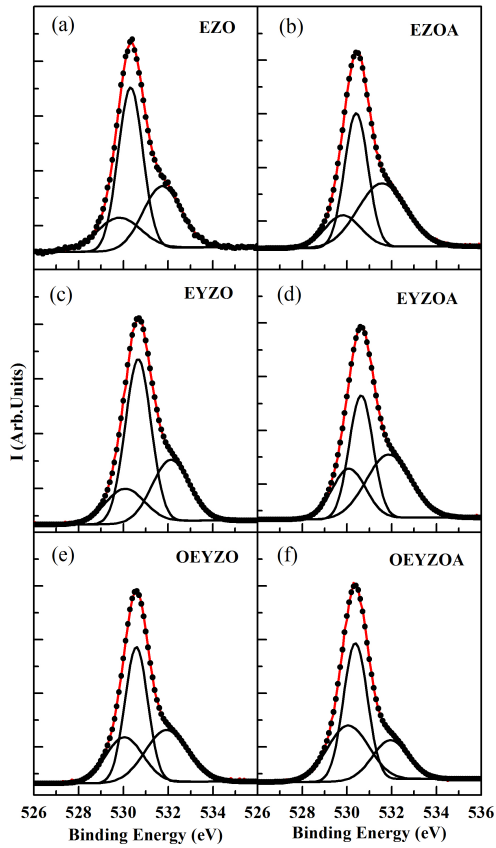 (a) EZO
(b) EZOA
(c) EYZO
(d) EYZOA
I (Arb.Units)
(e) OEYZO
(f) OEYZOA
526 528 530 532 534 526 528 530 532 534 536
Binding Energy (eV) Binding Energy (eV)